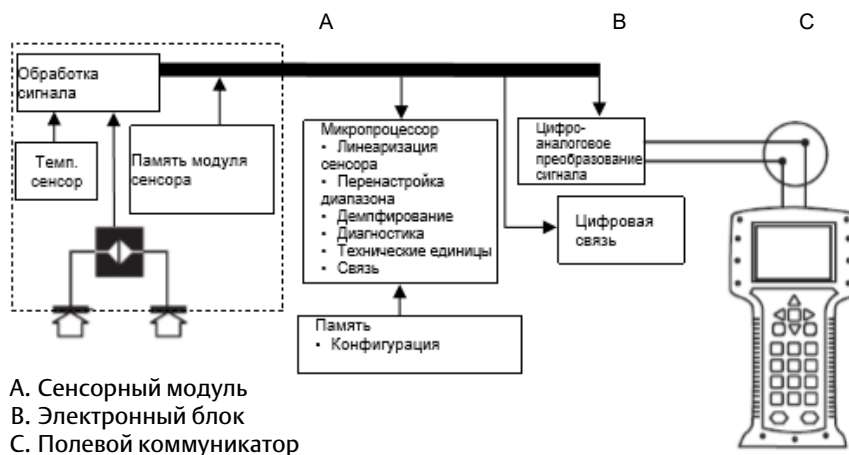 A
B
C
Обработка
сигнала
Темп.
сенсор
Память модуля
сенсора
Микропроцессор
▪ Линеаризация
сенсора
▪ Перенастройка
диапазона
▪ Демпфирование
▪ Диагностика
▪ Технические единицы
▪ Связь
Память
▪ Конфигурация
Цифро-
аналоговое
преобразование
сигнала
Цифровая
связь
A. Сенсорный модуль
B. Электронный блок
C. Полевой коммуникатор